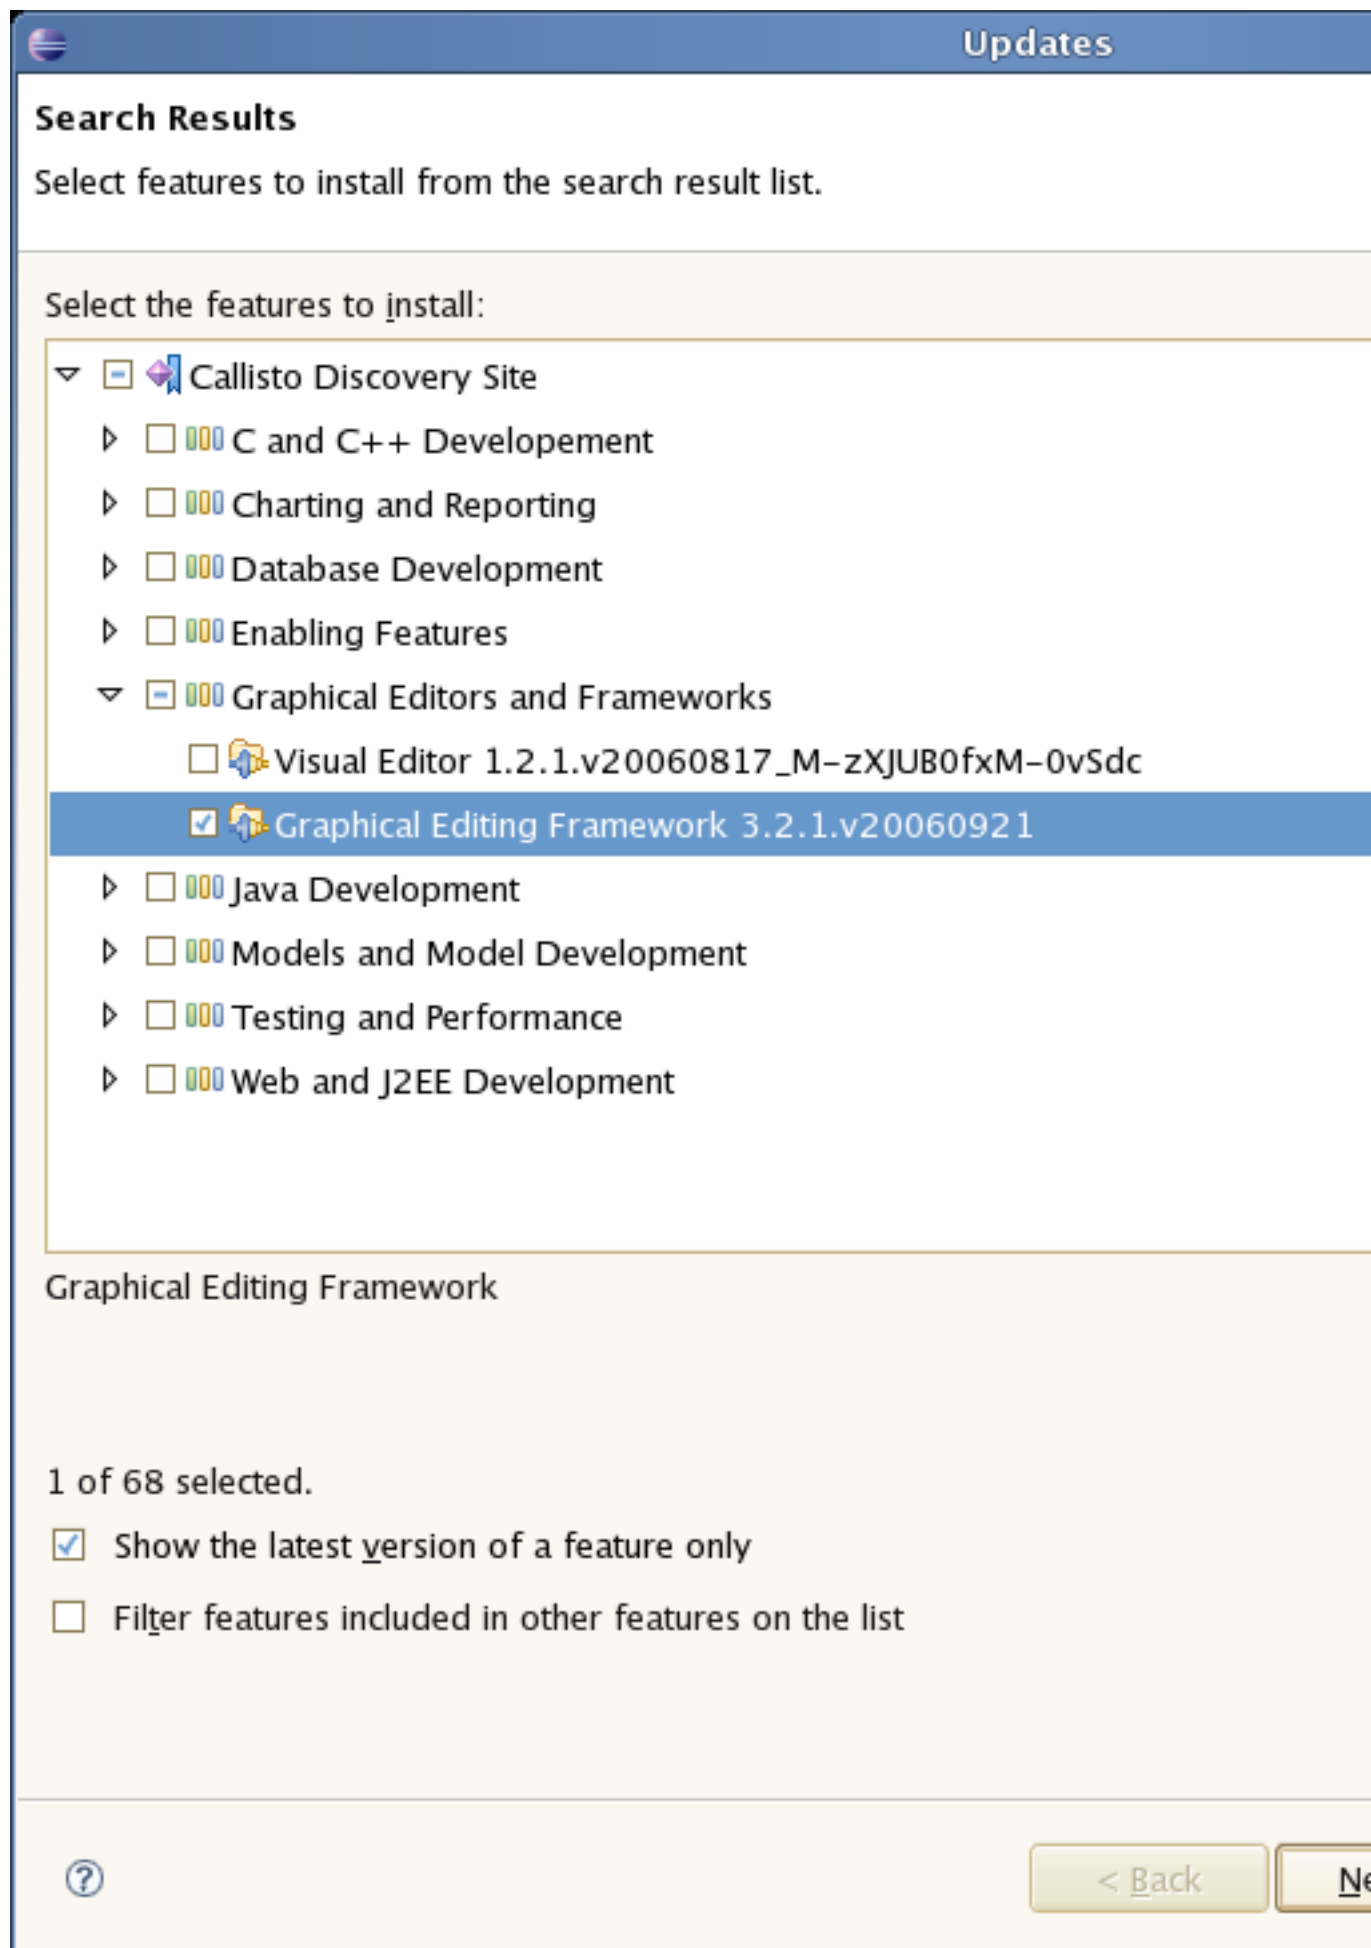 Updates
Search Results
Select features to install from the search result list.
Select the features to install:
Callisto Discovery Site
C and C++ Developement
Charting and Reporting
Database Development
Enabling Features
Graphical Editors and Frameworks
Visual Editor 1.2.1.v20060817_M-zXJUB0fxM-0vSdc
Graphical Editing Framework 3.2.1.v20060921
Java Development
Models and Model Development
Testing and Performance
Web and J2EE Development
Graphical Editing Framework
1 of 68 selected.
Show the latest version of a feature only
Filter features included in other features on the list
< Back